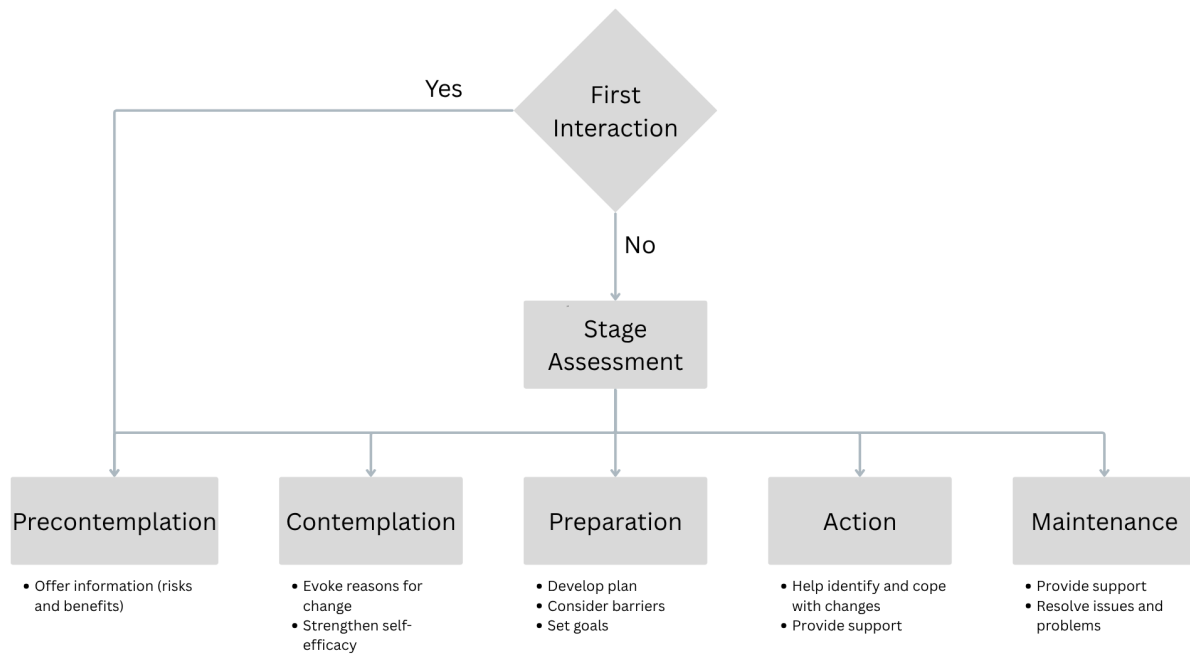 Yes
First
Interaction
No
Stage
Assessment
Precontemplation
Contemplation
Preparation
Action
Maintenance
• Offer information (risks
and benefits)
• Evoke reasons for
change
• Strengthen self-
efficacy
• Develop plan
• Consider barriers
• Set goals
• Help identify and cope
with changes
• Provide support
• Provide support
• Resolve issues and
problems